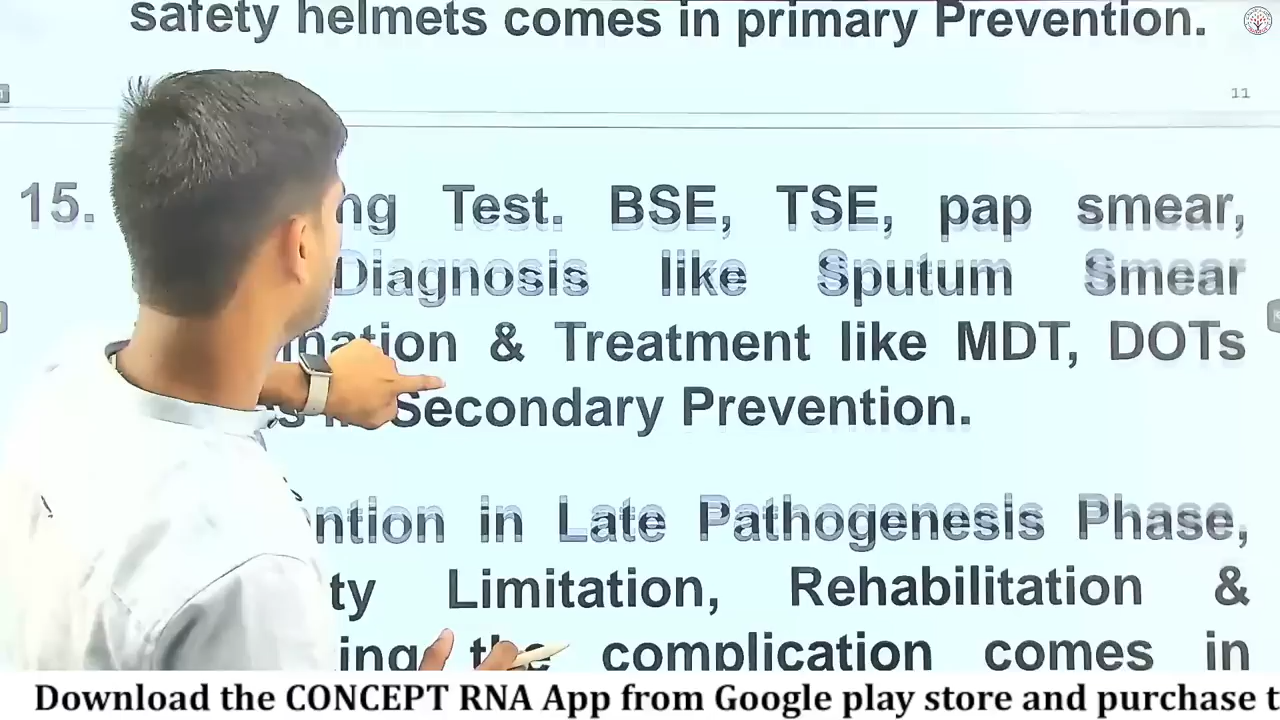 safety helmets comes in primary Prevention.
11
15. ng Test. BSE, TSE, pap smear,
Diagnosis like Sputum Smear
ination & Treatment like MDT, DOTs
Secondary Prevention.
ntion in Late Pathogenesis Phase,
ty Limitation, Rehabilitation &
ing the complication comes in
Download the CONCEPT RNA App from Google play store and purchase t